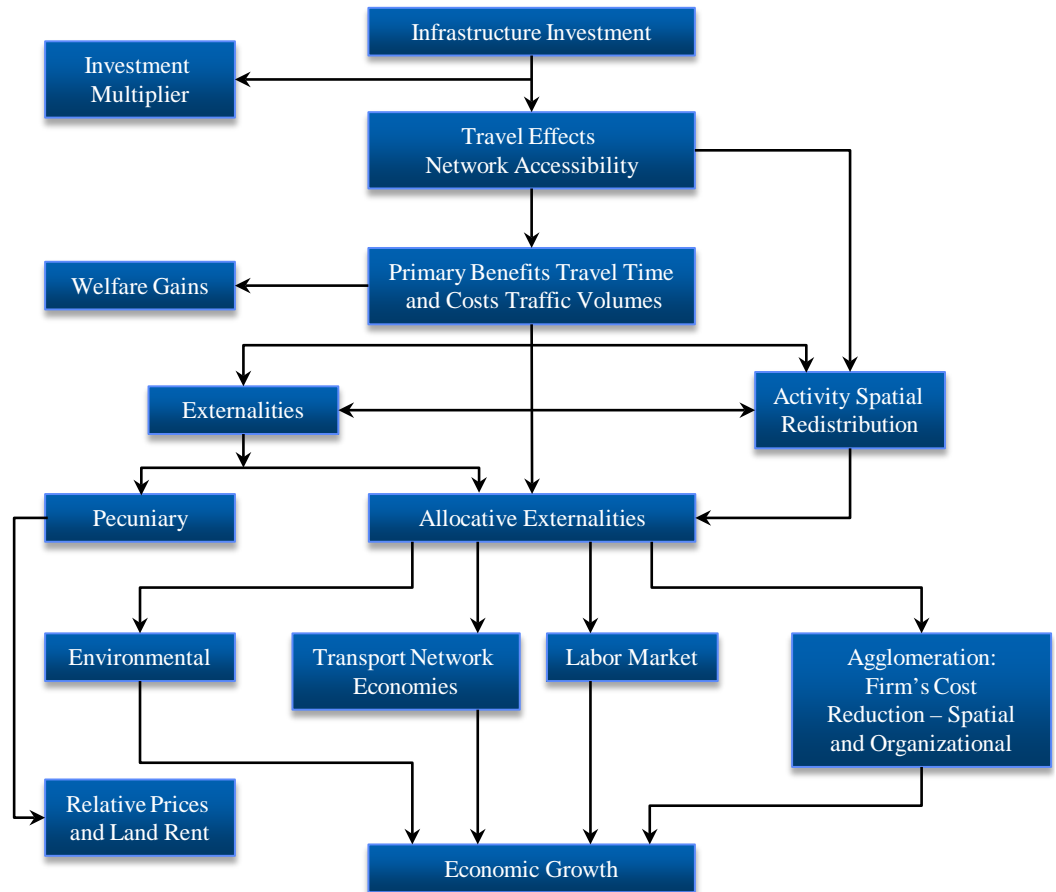 Infrastructure Investment
Investment
Multiplier
Travel Effects
Network Accessibility
Welfare Gains
Primary Benefits Travel Time
and Costs Traffic Volumes
Externalities
Activity Spatial
Redistribution
Pecuniary
Allocative Externalities
Environmental
Transport Network
Economies
Labor Market
Agglomeration:
Firm's Cost
Reduction – Spatial
and Organizational
Relative Prices
and Land Rent
Economic Growth